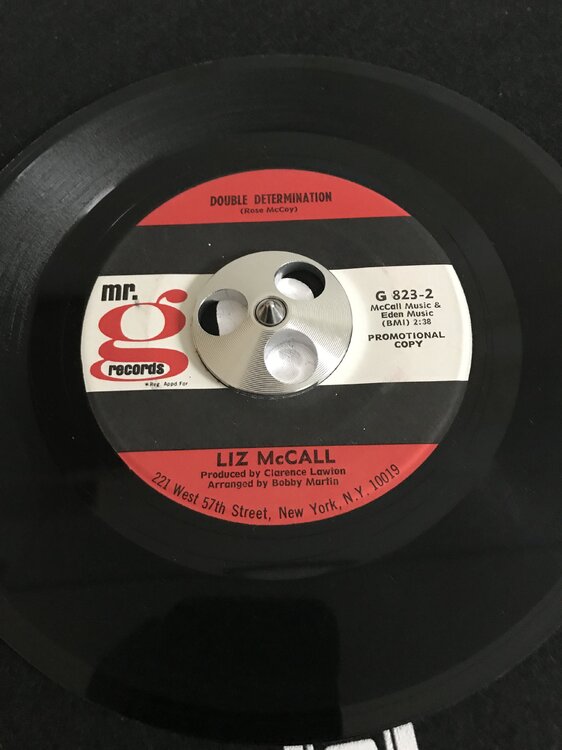 DOUBLE DETERMINATION
(Rose McCoy)
mr.
g
records
*Reg. Appd For
G 823-2
McCall Music &
Eden Music
(BMI) 2:38
PROMOTIONAL
COPY
LIZ McCALL
Produced by Clarence Lawton
Arranged by Bobby Martin
221 West 57th Street, New York, N.Y. 10019